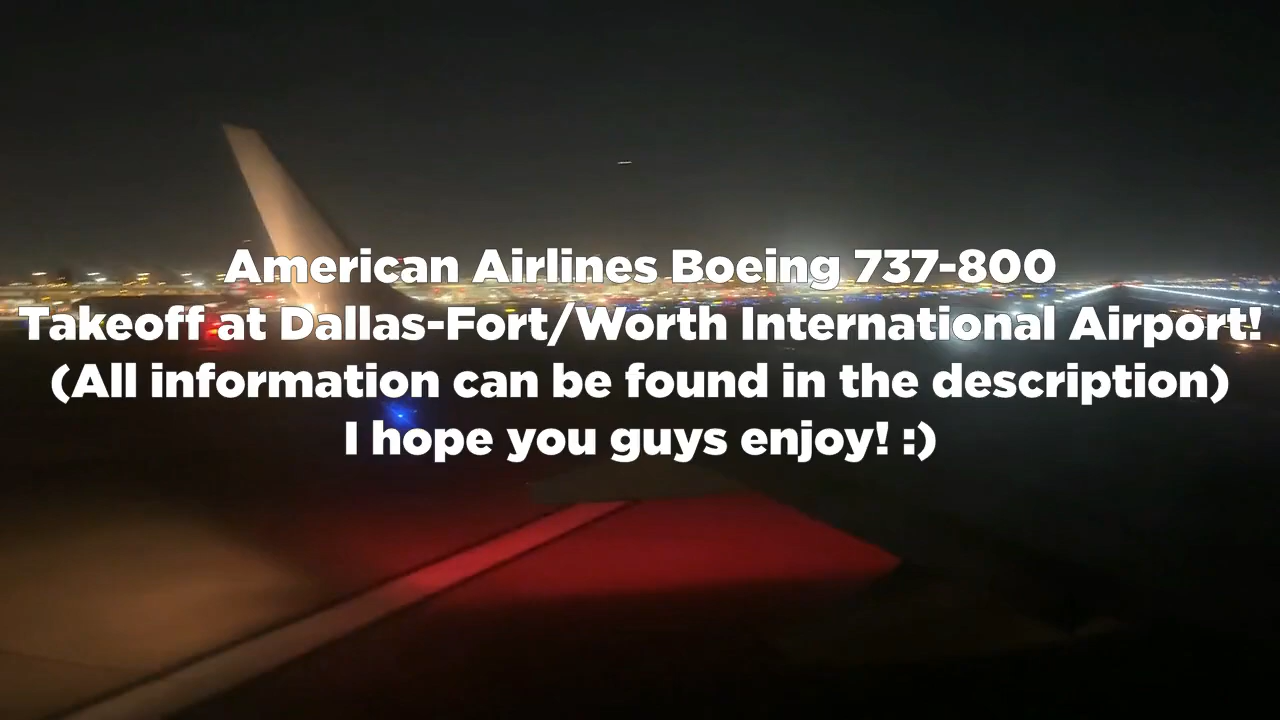 American Airlines Boeing 737-800
Takeoff at Dallas-Fort/Worth International Airport!
(All information can be found in the description)
I hope you guys enjoy! :)